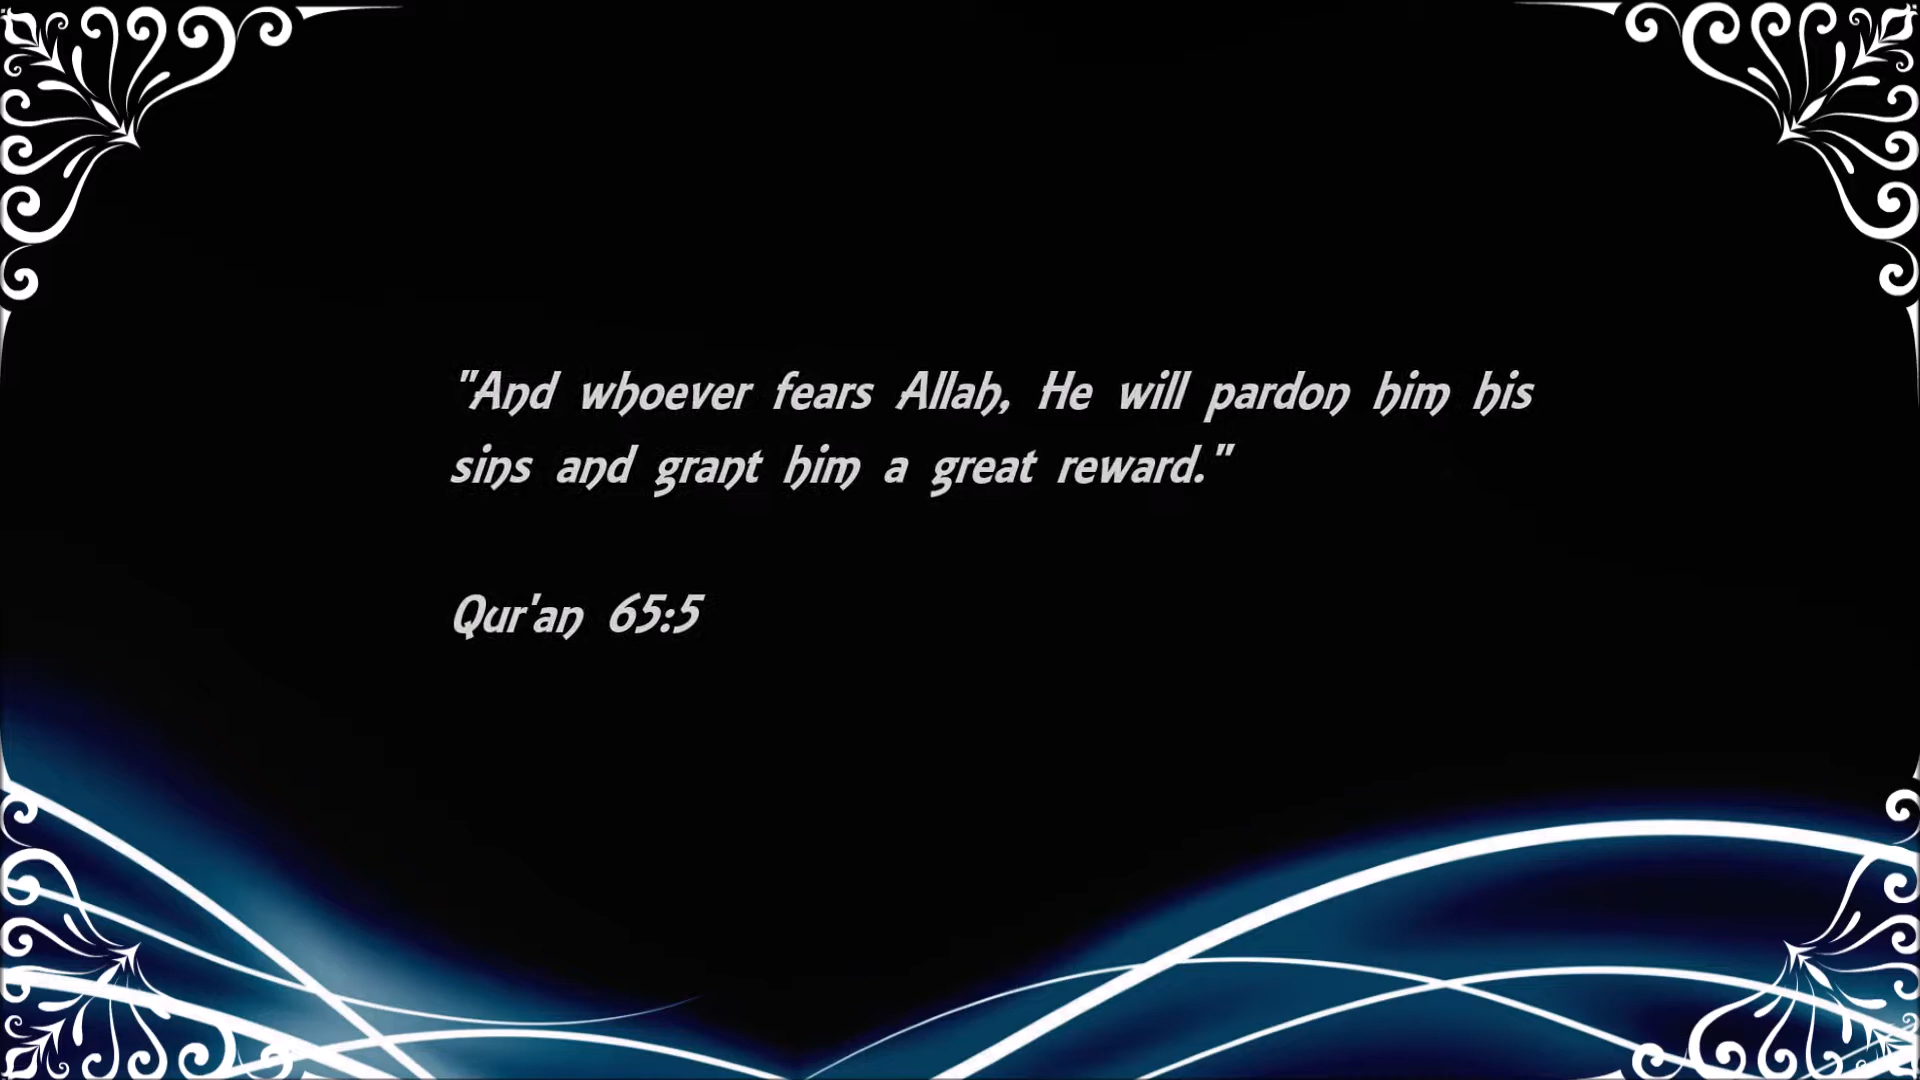 "And whoever fears Allah, He will pardon him his
sins and grant him a great reward."
Qur'an 65:5